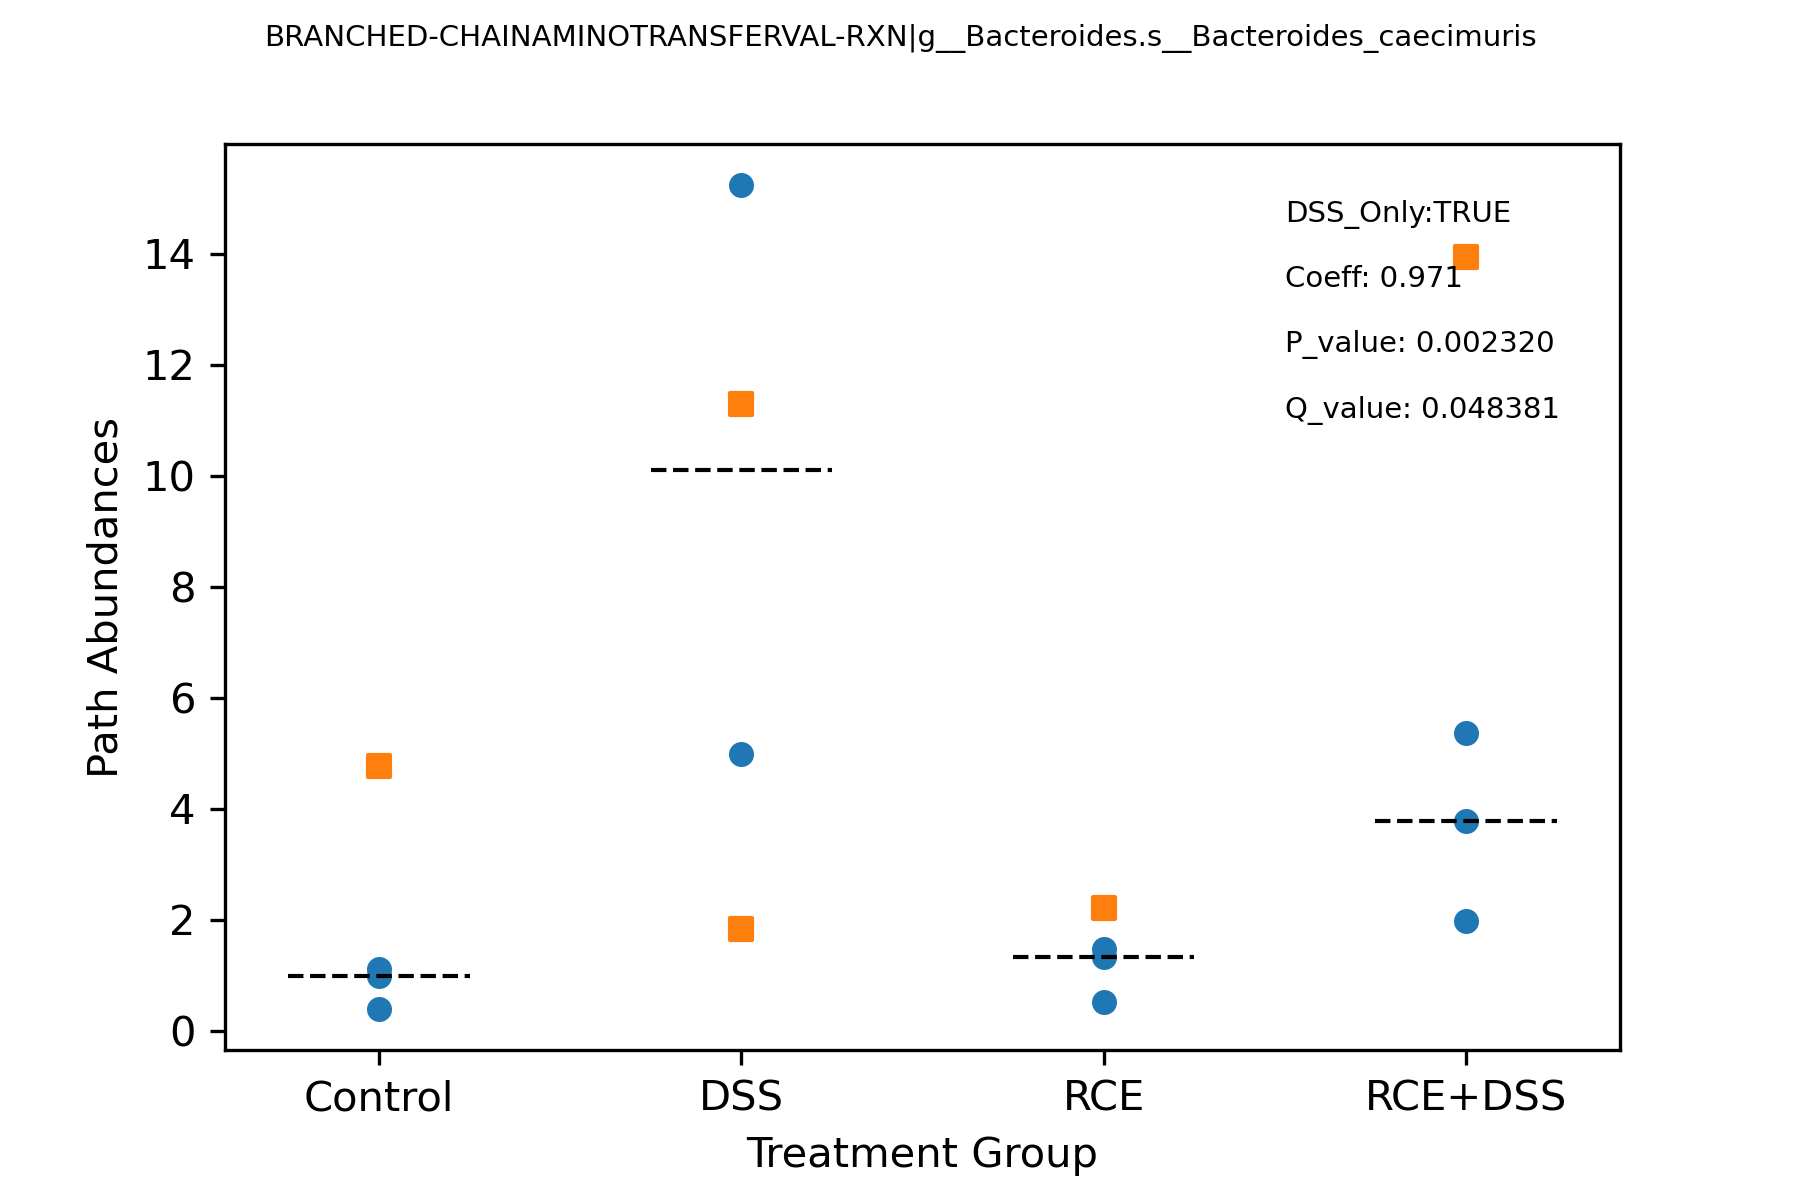 BRANCHED-CHAINAMINOTRANSFERVAL-RXN|g__Bacteroides.s__Bacteroides_caecimuris
DSS_Only:TRUE
Coeff: 0.971
P_value: 0.002320
Q_value: 0.048381
Path Abundances
14
12
10
8
6
4
2
0
Control DSS RCE RCE+DSS
Treatment Group